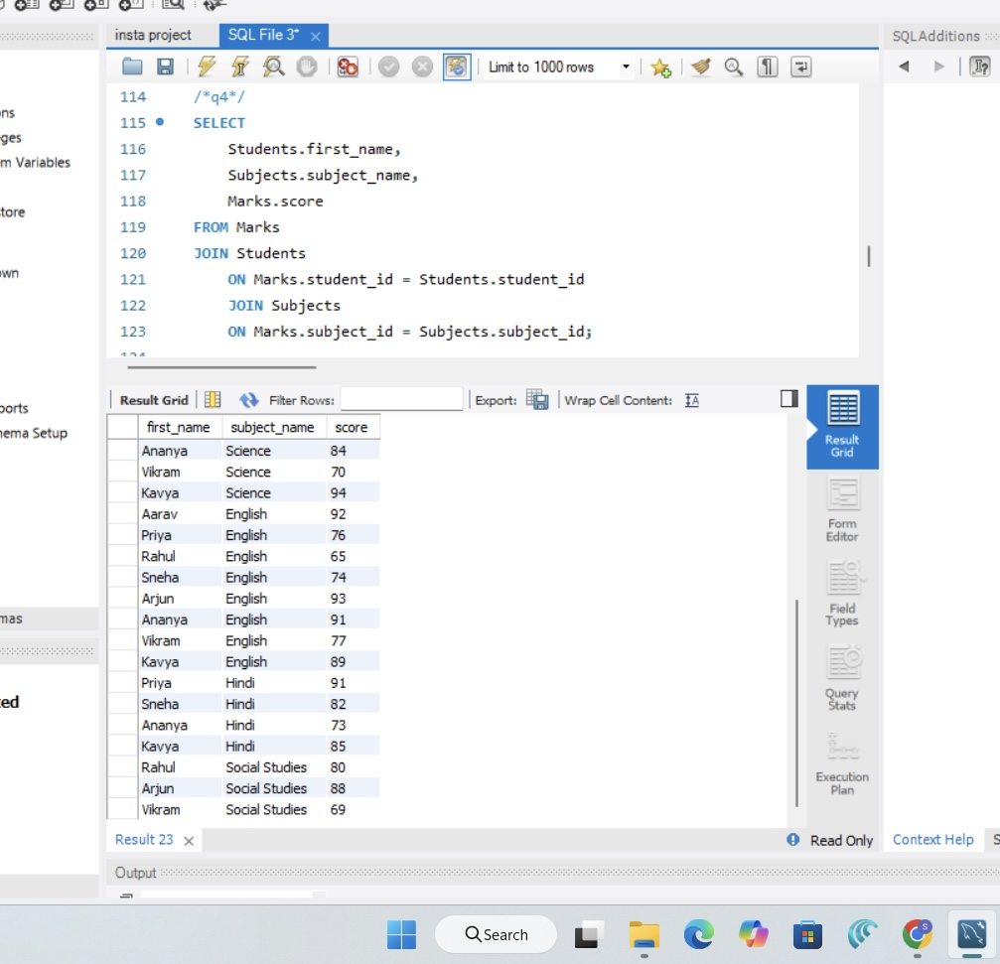 insta project
SQL File 3*
SQLAdditions
Limit to 1000 rows
ns
ges
m Variables
tore
wn
ports
nema Setup
mas
ted
114 /*q4*/
115 SELECT
116 Students.first_name,
117 Subjects.subject_name,
118 Marks.score
119 FROM Marks
120 JOIN Students
121 ON Marks.student_id = Students.student_id
122 JOIN Subjects
123 ON Marks.subject_id = Subjects.subject_id;
Result Grid Filter Rows: Export: Wrap Cell Content:
first_name subject_name score
Ananya Science 84
Vikram Science 70
Kavya Science 94
Aarav English 92
Priya English 76
Rahul English 65
Sneha English 74
Arjun English 93
Ananya English 91
Vikram English 77
Kavya English 89
Priya Hindi 91
Sneha Hindi 82
Ananya Hindi 73
Kavya Hindi 85
Rahul Social Studies 80
Arjun Social Studies 88
Vikram Social Studies 69
Result
Grid
Form
Editor
Field
Types
Query
Stats
Execution
Plan
Result 23
Read Only
Context Help
S
Output
Search